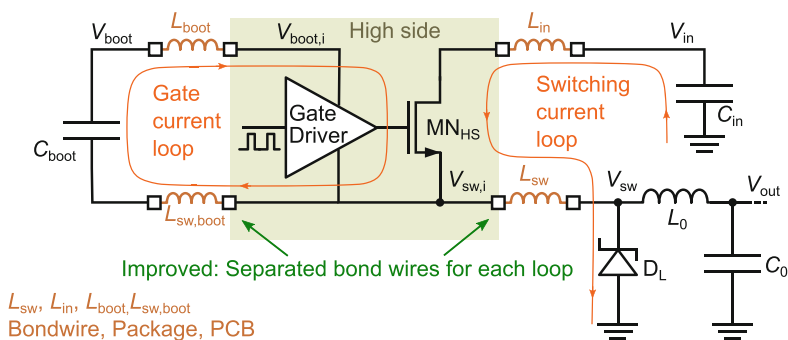 L_boot
L_in
V_boot
V_boot,i
High side
V_in
Gate
current
loop
Gate
Driver
MN_HS
Switching
current
loop
C_in
C_boot
V_sw,i
L_sw
V_sw
V_out
L_sw,boot
L_0
Improved: Separated bond wires for each loop
D_L
C_0
L_sw, L_in, L_boot,L_sw,boot
Bondwire, Package, PCB